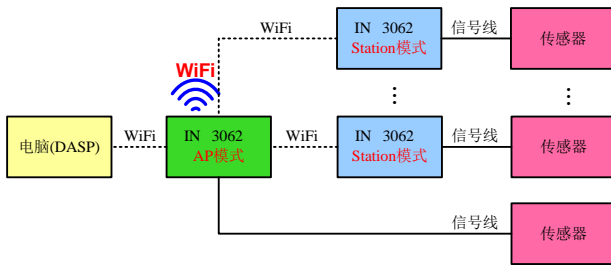 WiFi
IN 3062
Station模式
信号线
传感器
WiFi
电脑(DASP)
WiFi
IN 3062
AP模式
WiFi
IN 3062
Station模式
信号线
传感器
信号线
传感器